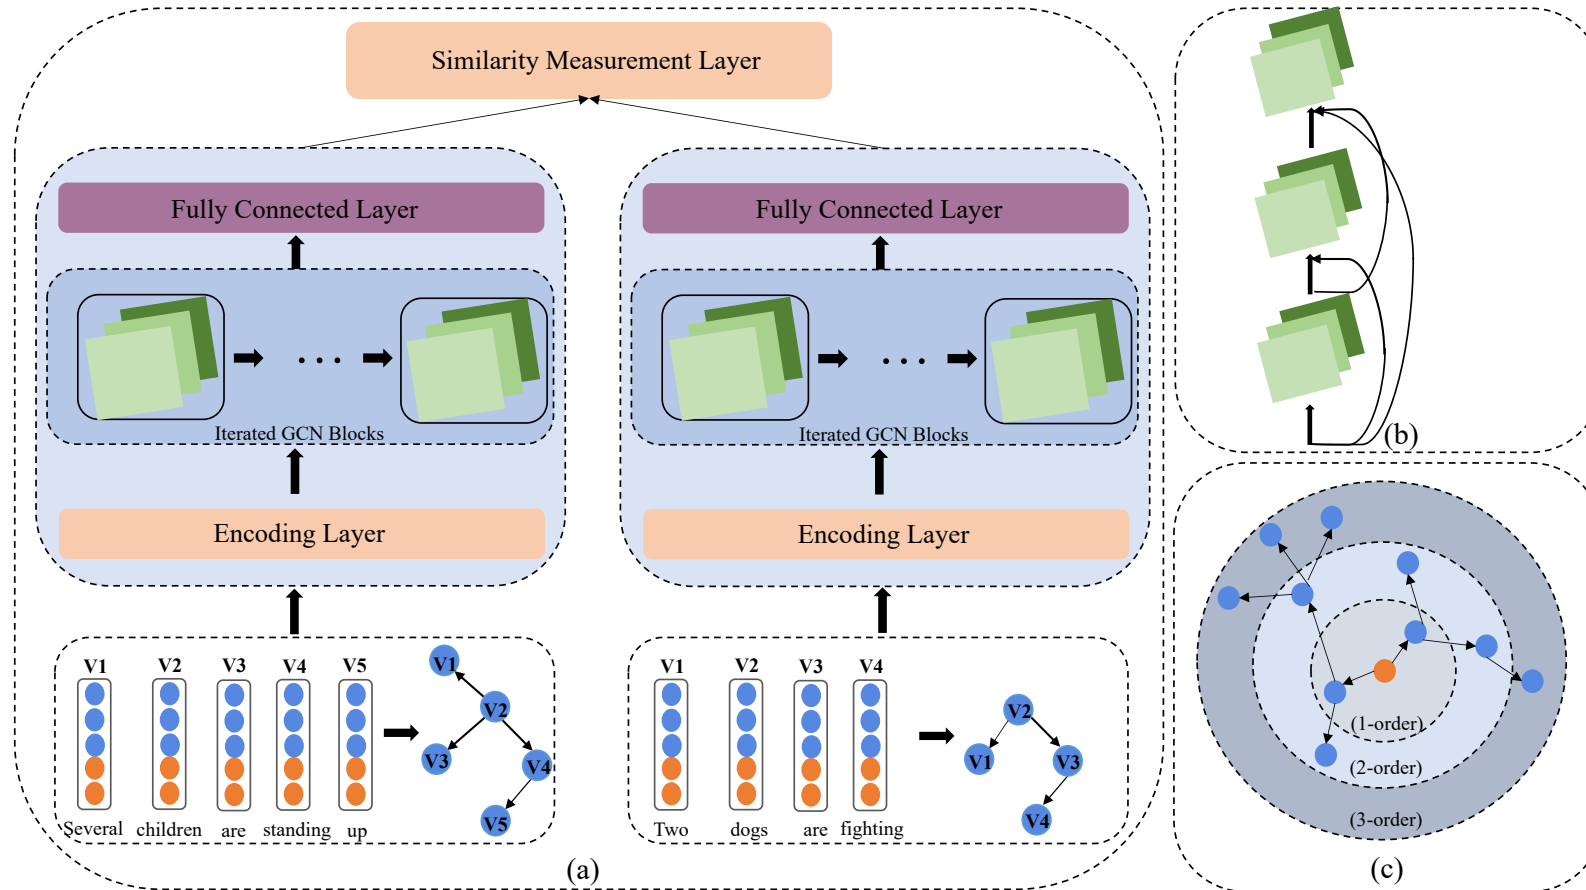 Similarity Measurement Layer
Fully Connected Layer
Iterated GCN Blocks
Encoding Layer
V1 V2 V3 V4 V5
Several children are standing up
V1
V2
V3
V4
V5
Fully Connected Layer
Iterated GCN Blocks
Encoding Layer
V1 V2 V3 V4
Two dogs are fighting
V2
V1
V3
V4
(a)
(b)
(1-order)
(2-order)
(3-order)
(c)